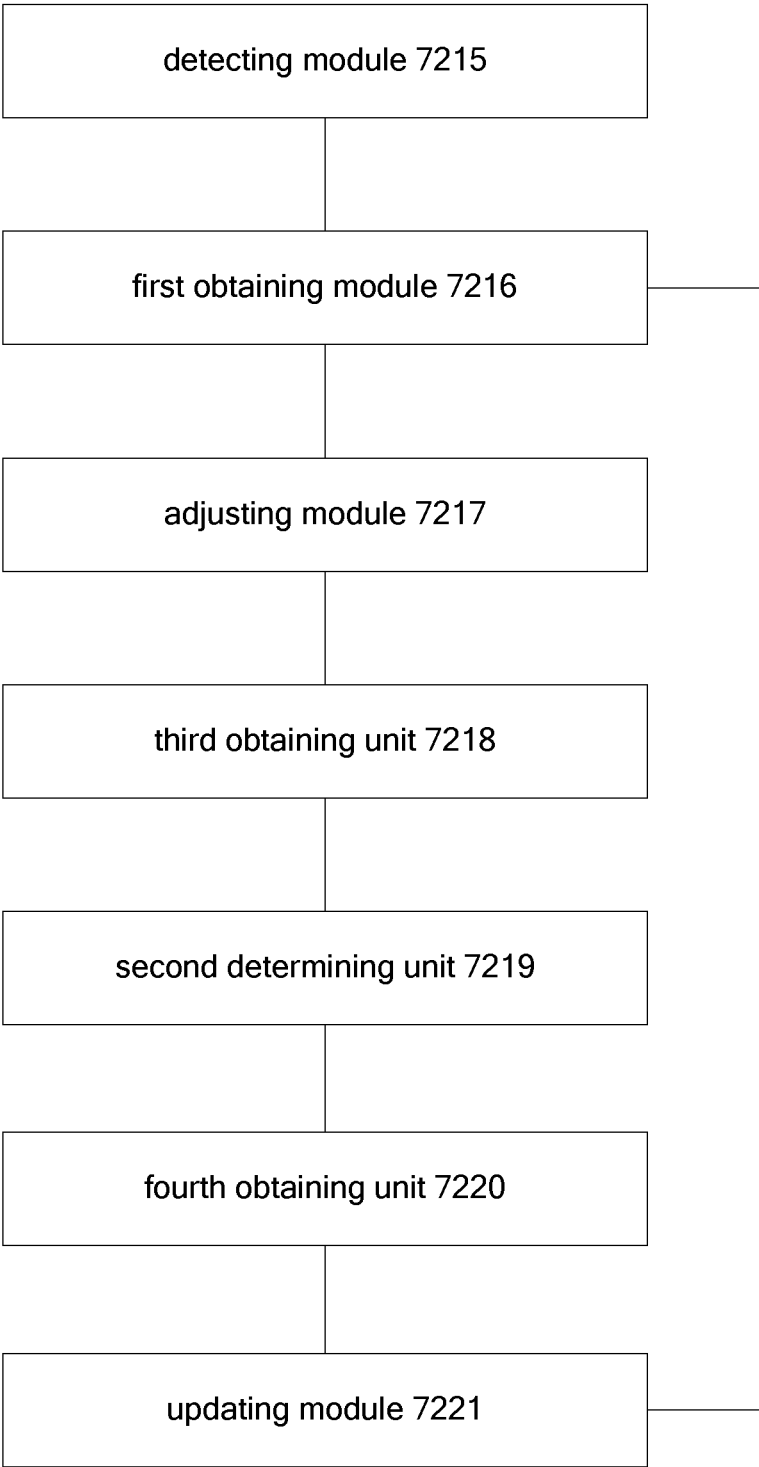 detecting module 7215
first obtaining module 7216
adjusting module 7217
third obtaining unit 7218
second determining unit 7219
fourth obtaining unit 7220
updating module 7221